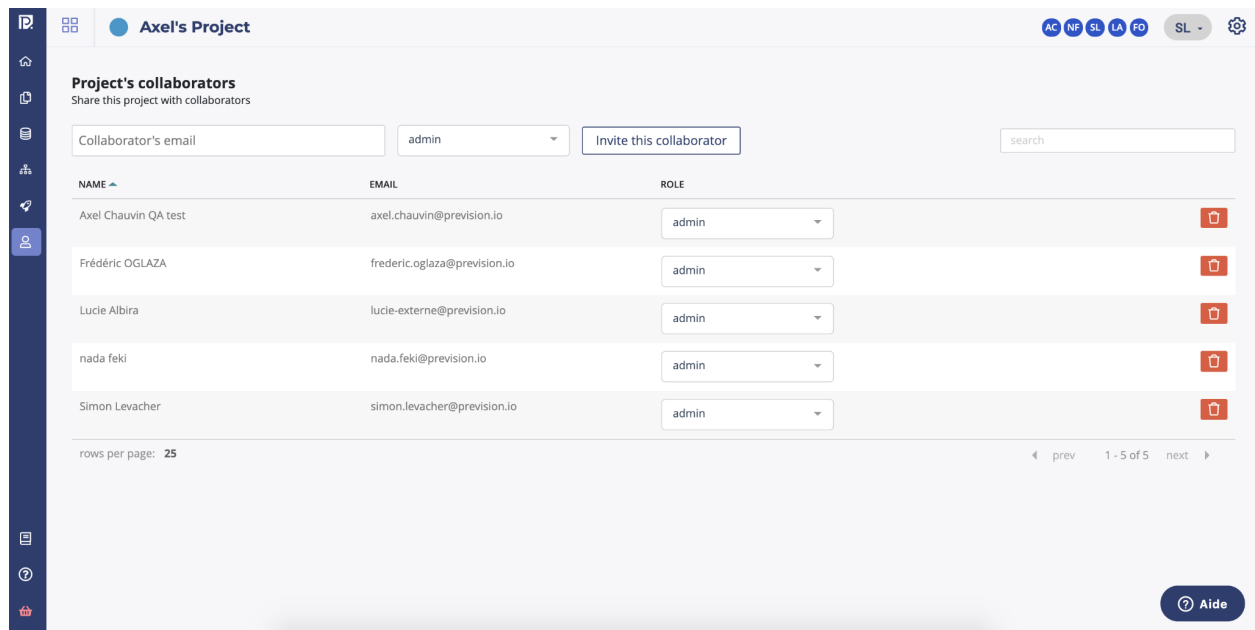 Axel's Project
AC NF SL LA FO SL
Project's collaborators
Share this project with collaborators
Collaborator's email admin Invite this collaborator search
NAME EMAIL ROLE
Axel Chauvin QA test axel.chauvin@prevision.io admin
Frédéric OGLAZA frederic.oglaza@prevision.io admin
Lucie Albira lucie-externe@prevision.io admin
nada feki nada.feki@prevision.io admin
Simon Levacher simon.levacher@prevision.io admin
rows per page: 25 prev 1 - 5 of 5 next
Aide